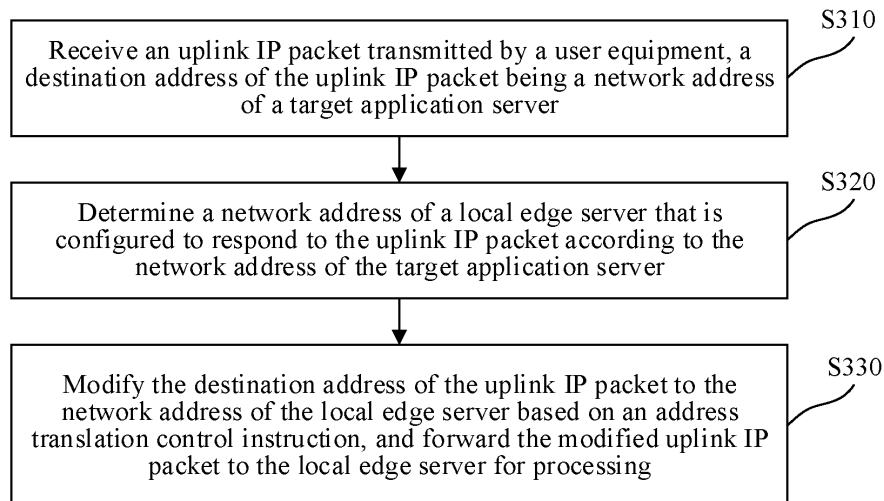 S310
Receive an uplink IP packet transmitted by a user equipment, a
destination address of the uplink IP packet being a network address
of a target application server
S320
Determine a network address of a local edge server that is
configured to respond to the uplink IP packet according to the
network address of the target application server
S330
Modify the destination address of the uplink IP packet to the
network address of the local edge server based on an address
translation control instruction, and forward the modified uplink IP
packet to the local edge server for processing